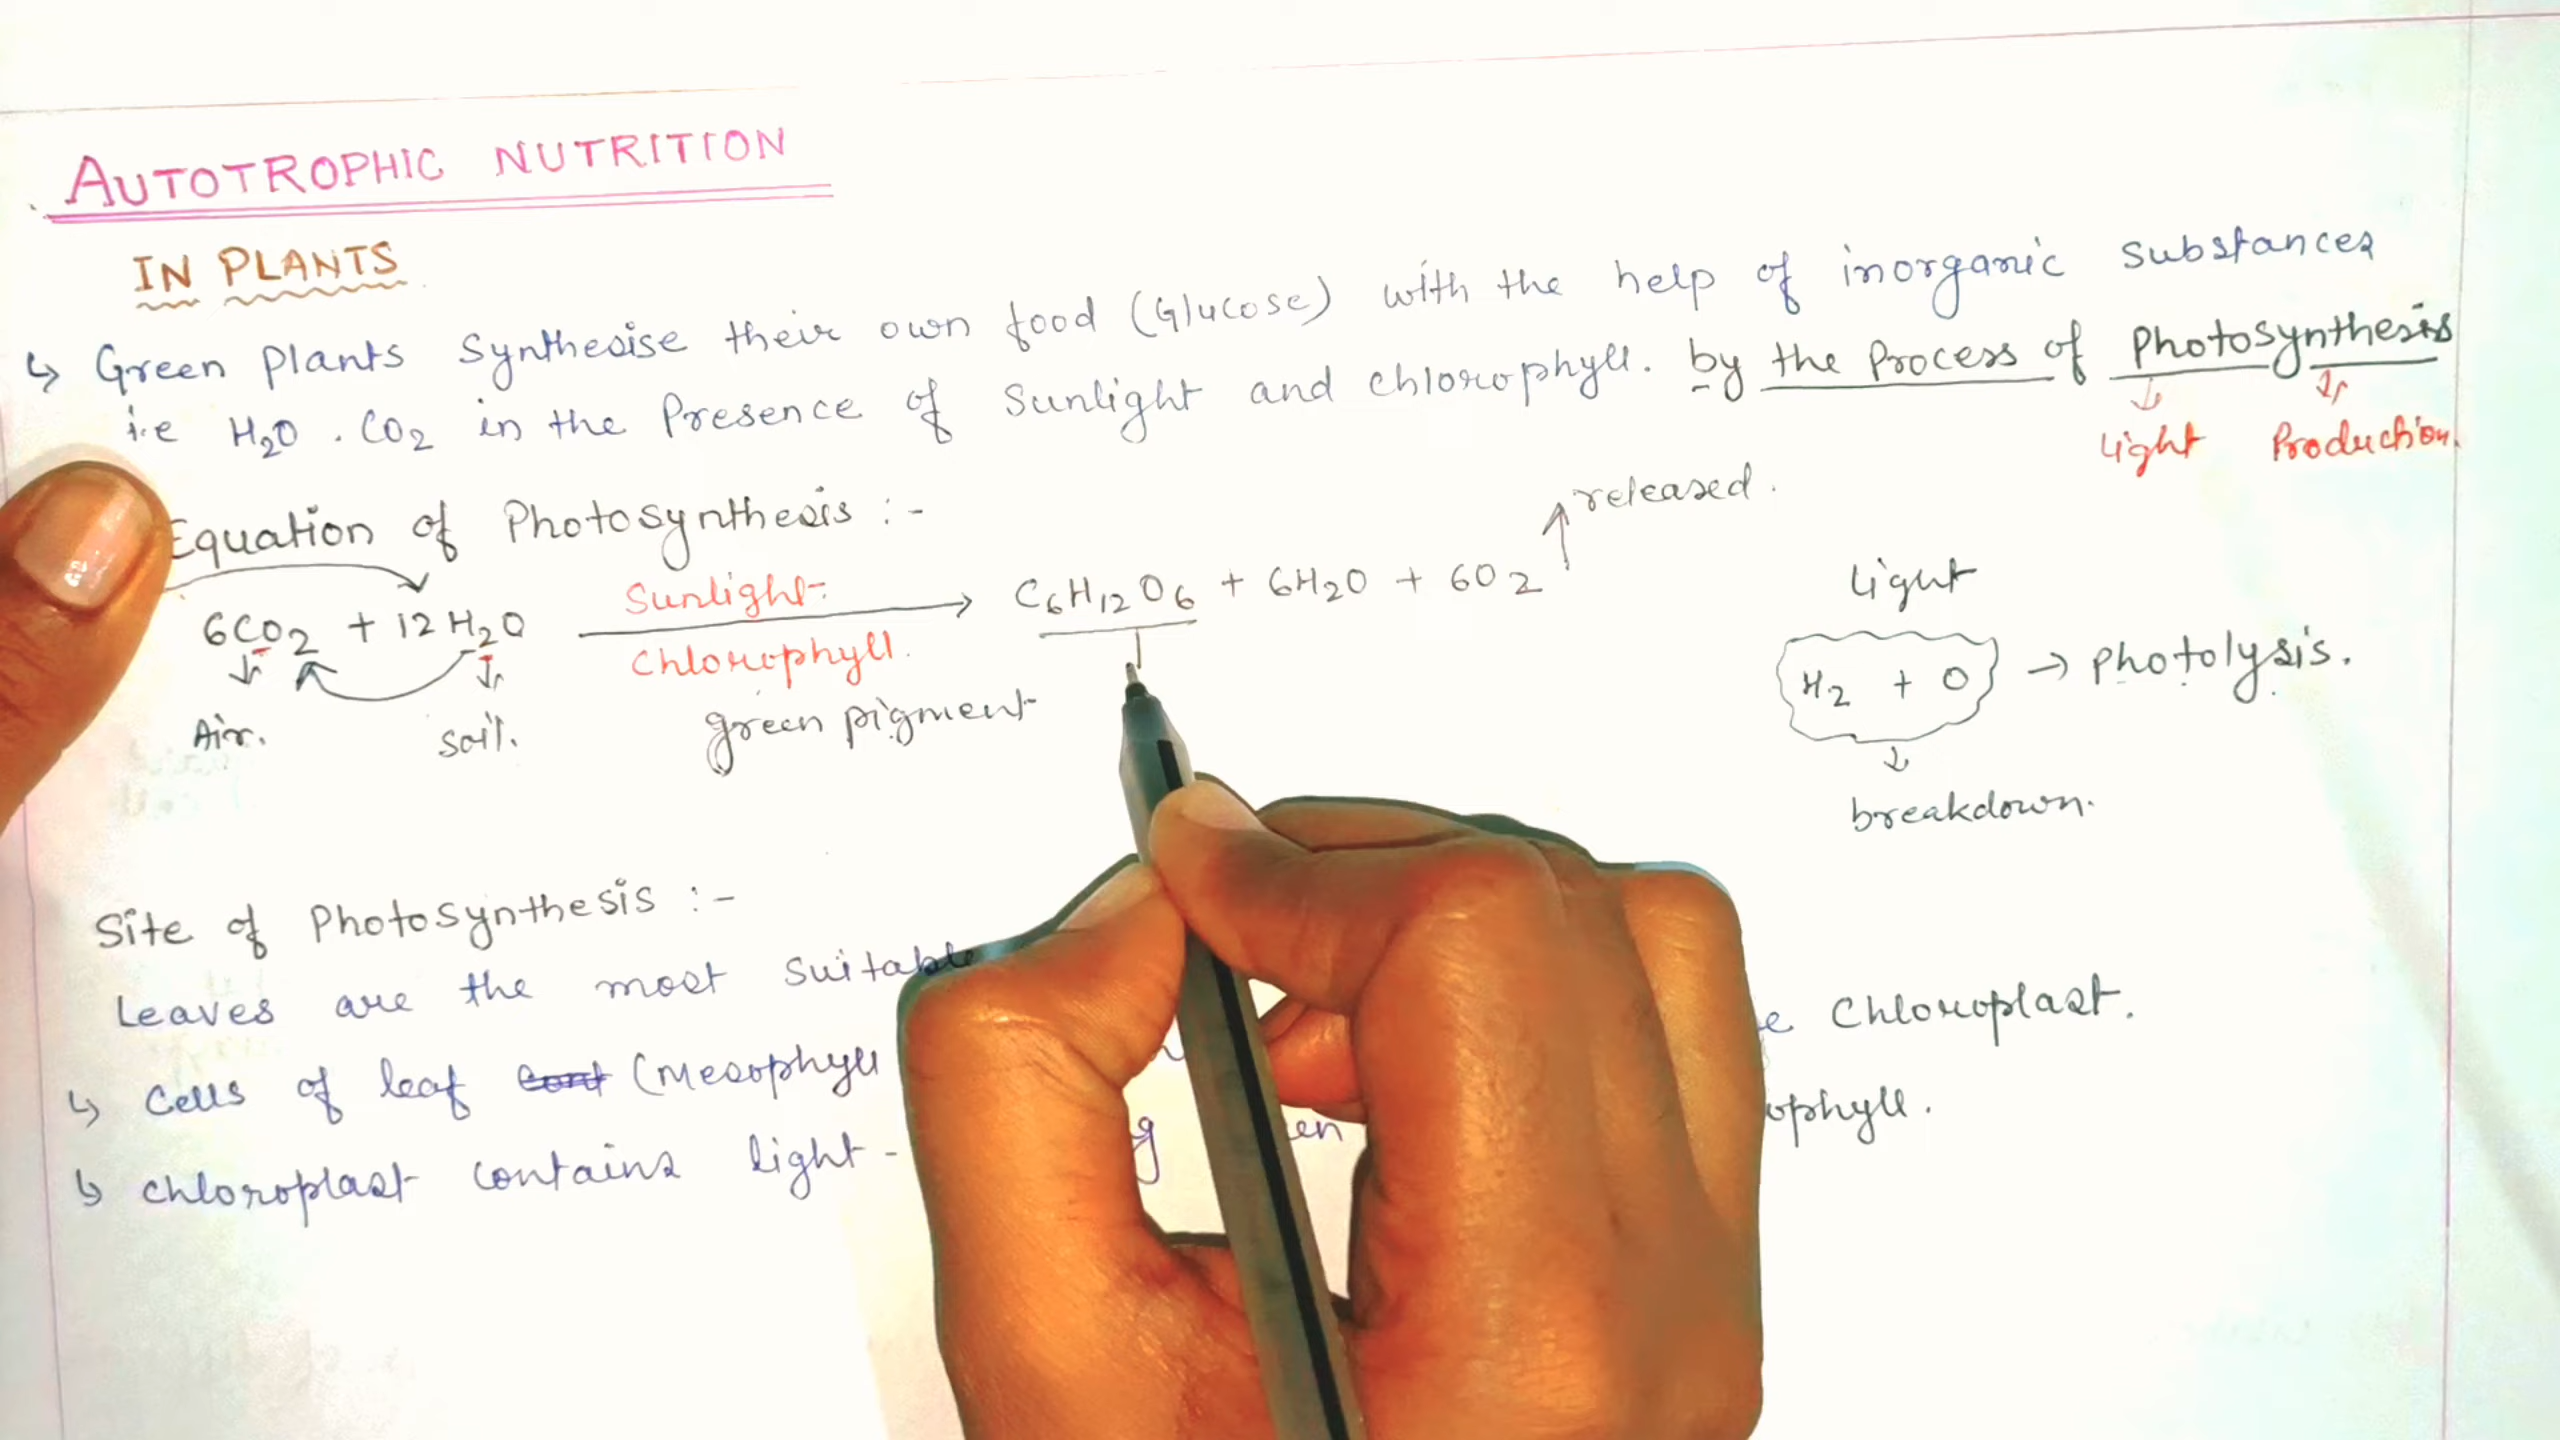 AUTOTROPHIC NUTRITION
IN PLANTS
↳ Green Plants Synthesise their own food (Glucose) with the help of inorganic substances
i.e H2O . CO2 in the Presence of Sunlight and chlorophyll. by the Process of Photosynthesis
Light Production.
Equation of Photosynthesis :-
released.
6CO2 + 12H2O Sunlight → C6H12O6 + 6H2O + 6O2
Chlorophyll.
Air. Soil. green pigment
Light
H2 + O → Photolysis.
breakdown.
Site of Photosynthesis :-
Leaves are the most suitable
↳ Cells of leaf (Mesophyll Chloroplast.
↳ chloroplast contains light-